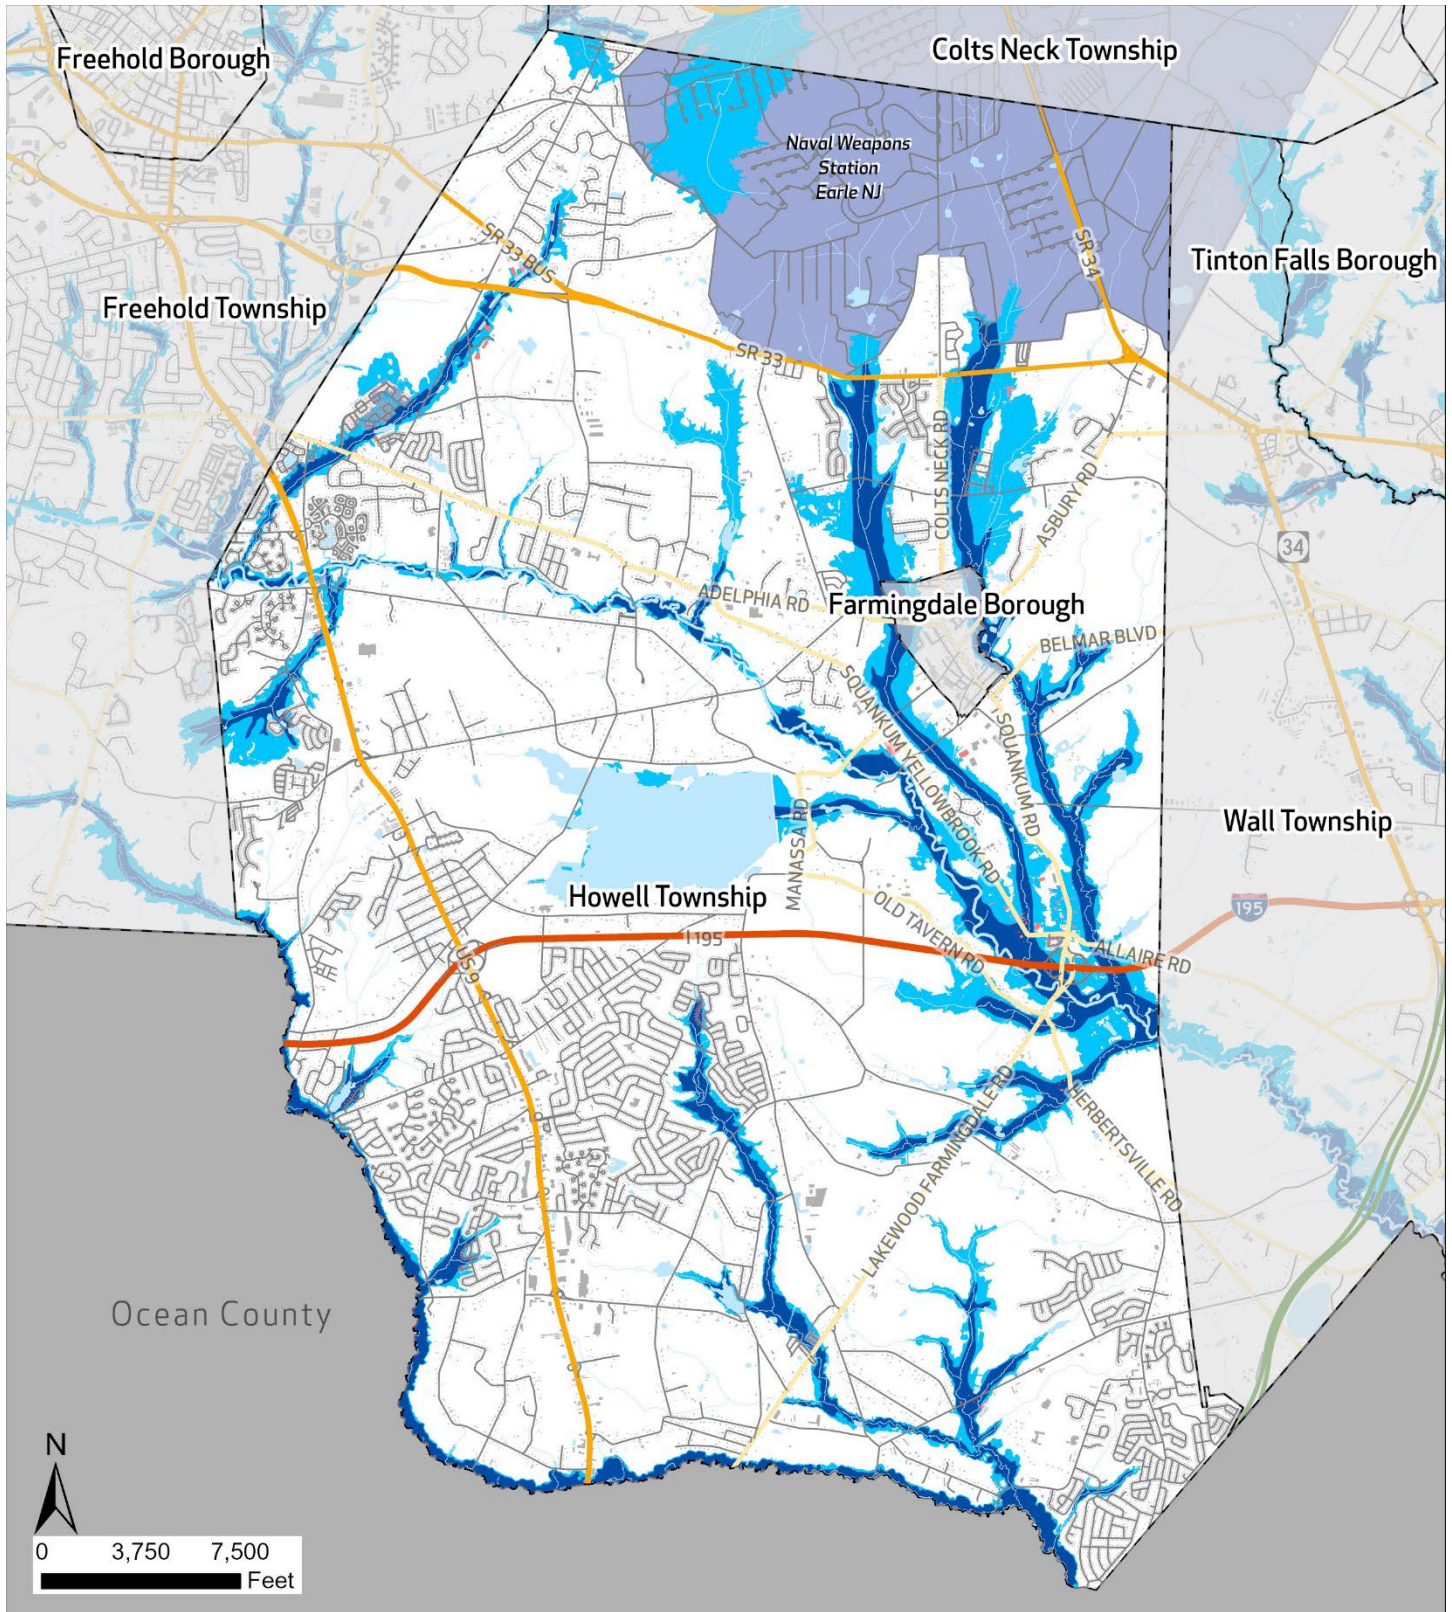 Freehold Borough
Colts Neck Township
Naval Weapons
Station
Earle NJ
SR 33 BUS
SR 34
Tinton Falls Borough
Freehold Township
SR 33
COLTS NECK RD
ASBURY RD
34
ADELPHIA RD
Farmingdale Borough
BELMAR BLVD
SQUANKUM YELLOWBROOK RD
SQUANKUM RD
MANASSA RD
Wall Township
Howell Township
OLD TAVERN RD
195
I 195
US 9
ALLAIRE RD
LAKEWOOD FARMINGDALE RD
HERBERTSVILLE RD
Ocean County
N
0 3,750 7,500
Feet